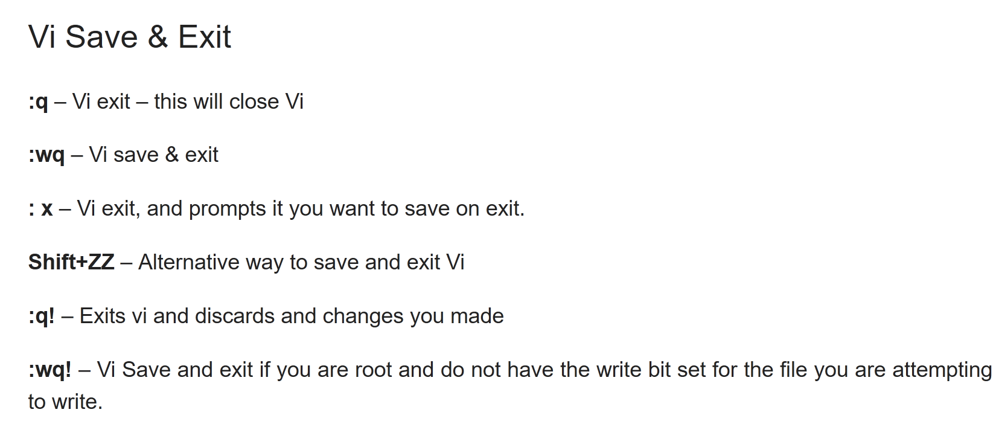 Vi Save & Exit
:q – Vi exit – this will close Vi
:wq – Vi save & exit
: x – Vi exit, and prompts it you want to save on exit.
Shift+ZZ – Alternative way to save and exit Vi
:q! – Exits vi and discards and changes you made
:wq! – Vi Save and exit if you are root and do not have the write bit set for the file you are attempting
to write.